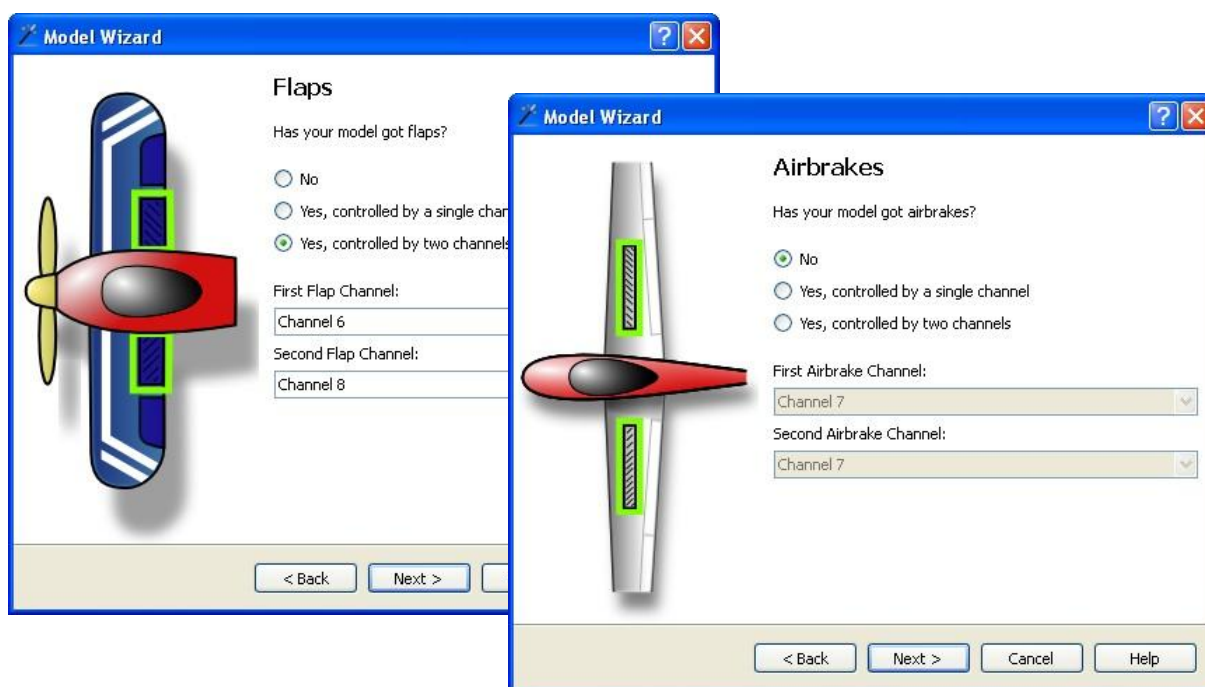 Model Wizard
Flaps
Has your model got flaps?
No
Yes, controlled by a single
Yes, controlled by two channels
First Flap Channel:
Channel 6
Second Flap Channel:
Channel 8
< Back
Next >
Model Wizard
Airbrakes
Has your model got airbrakes?
No
Yes, controlled by a single channel
Yes, controlled by two channels
First Airbrake Channel:
Channel 7
Second Airbrake Channel:
Channel 7
< Back
Next >
Cancel
Help